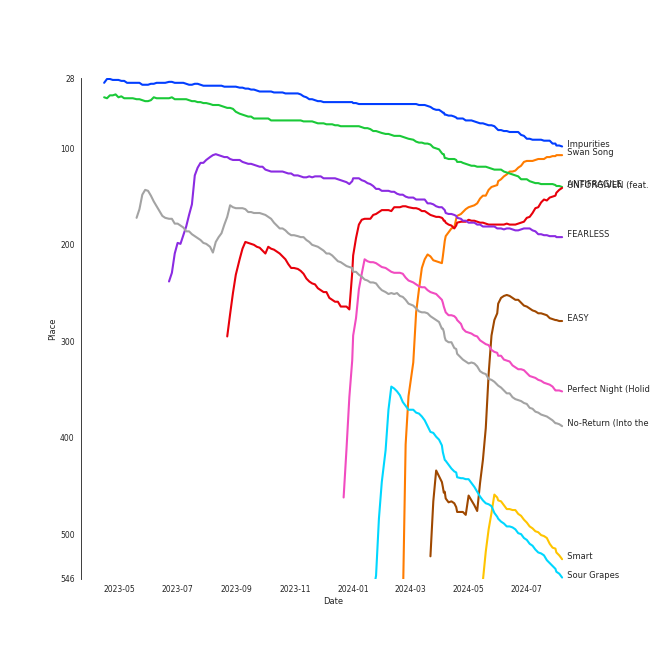 28
100
200
300
400
500
546
Place
2023-05
2023-07
2023-09
2023-11
2024-01
2024-03
2024-05
2024-07
Date
Impurities
Swan Song
ANTIFRAGILE
UNFORGIVEN (feat.
FEARLESS
EASY
Perfect Night (Holid
No-Return (Into the
Smart
Sour Grapes